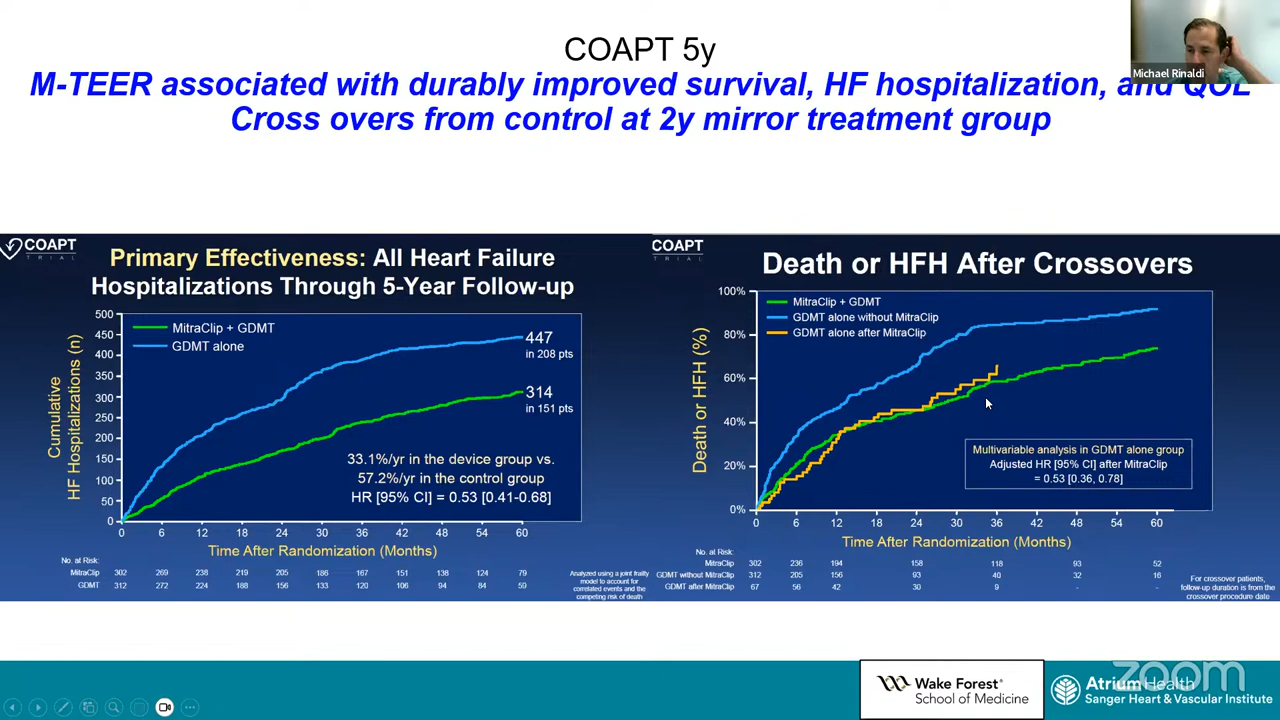 COAPT 5y
M-TEER associated with durably improved survival, HF hospitalization, and QOL
Cross overs from control at 2y mirror treatment group
Michael Rinaldi
COAPT
TRIAL
Primary Effectiveness: All Heart Failure
Hospitalizations Through 5-Year Follow-up
Cumulative
HF Hospitalizations (n)
500
450
400
350
300
250
200
150
100
50
0
MitraClip + GDMT
GDMT alone
447
in 208 pts
314
in 151 pts
33.1%/yr in the device group vs.
57.2%/yr in the control group
HR [95% CI] = 0.53 [0.41-0.68]
0 6 12 18 24 30 36 42 48 54 60
Time After Randomization (Months)
No. at Risk:
MitraClip 302 269 238 219 205 186 167 151 138 124 79
GDMT 312 272 224 188 156 133 120 106 94 84 59
Analyzed using a joint frailty
model to account for
correlated events and the
competing risk of death
COAPT
TRIAL
Death or HFH After Crossovers
Death or HFH (%)
100%
80%
60%
40%
20%
0%
MitraClip + GDMT
GDMT alone without MitraClip
GDMT alone after MitraClip
Multivariable analysis in GDMT alone group
Adjusted HR [95% CI] after MitraClip
= 0.53 [0.36, 0.78]
0 6 12 18 24 30 36 42 48 54 60
Time After Randomization (Months)
No. at Risk:
MitraClip 302 236 194 158 118 93 52
GDMT without MitraClip 312 205 156 93 40 32 16
GDMT after MitraClip 67 56 42 30 9 - -
For crossover patients,
follow-up duration is from the
crossover procedure date
Wake Forest®
School of Medicine
Atrium Health
Sanger Heart & Vascular Institute
zoom